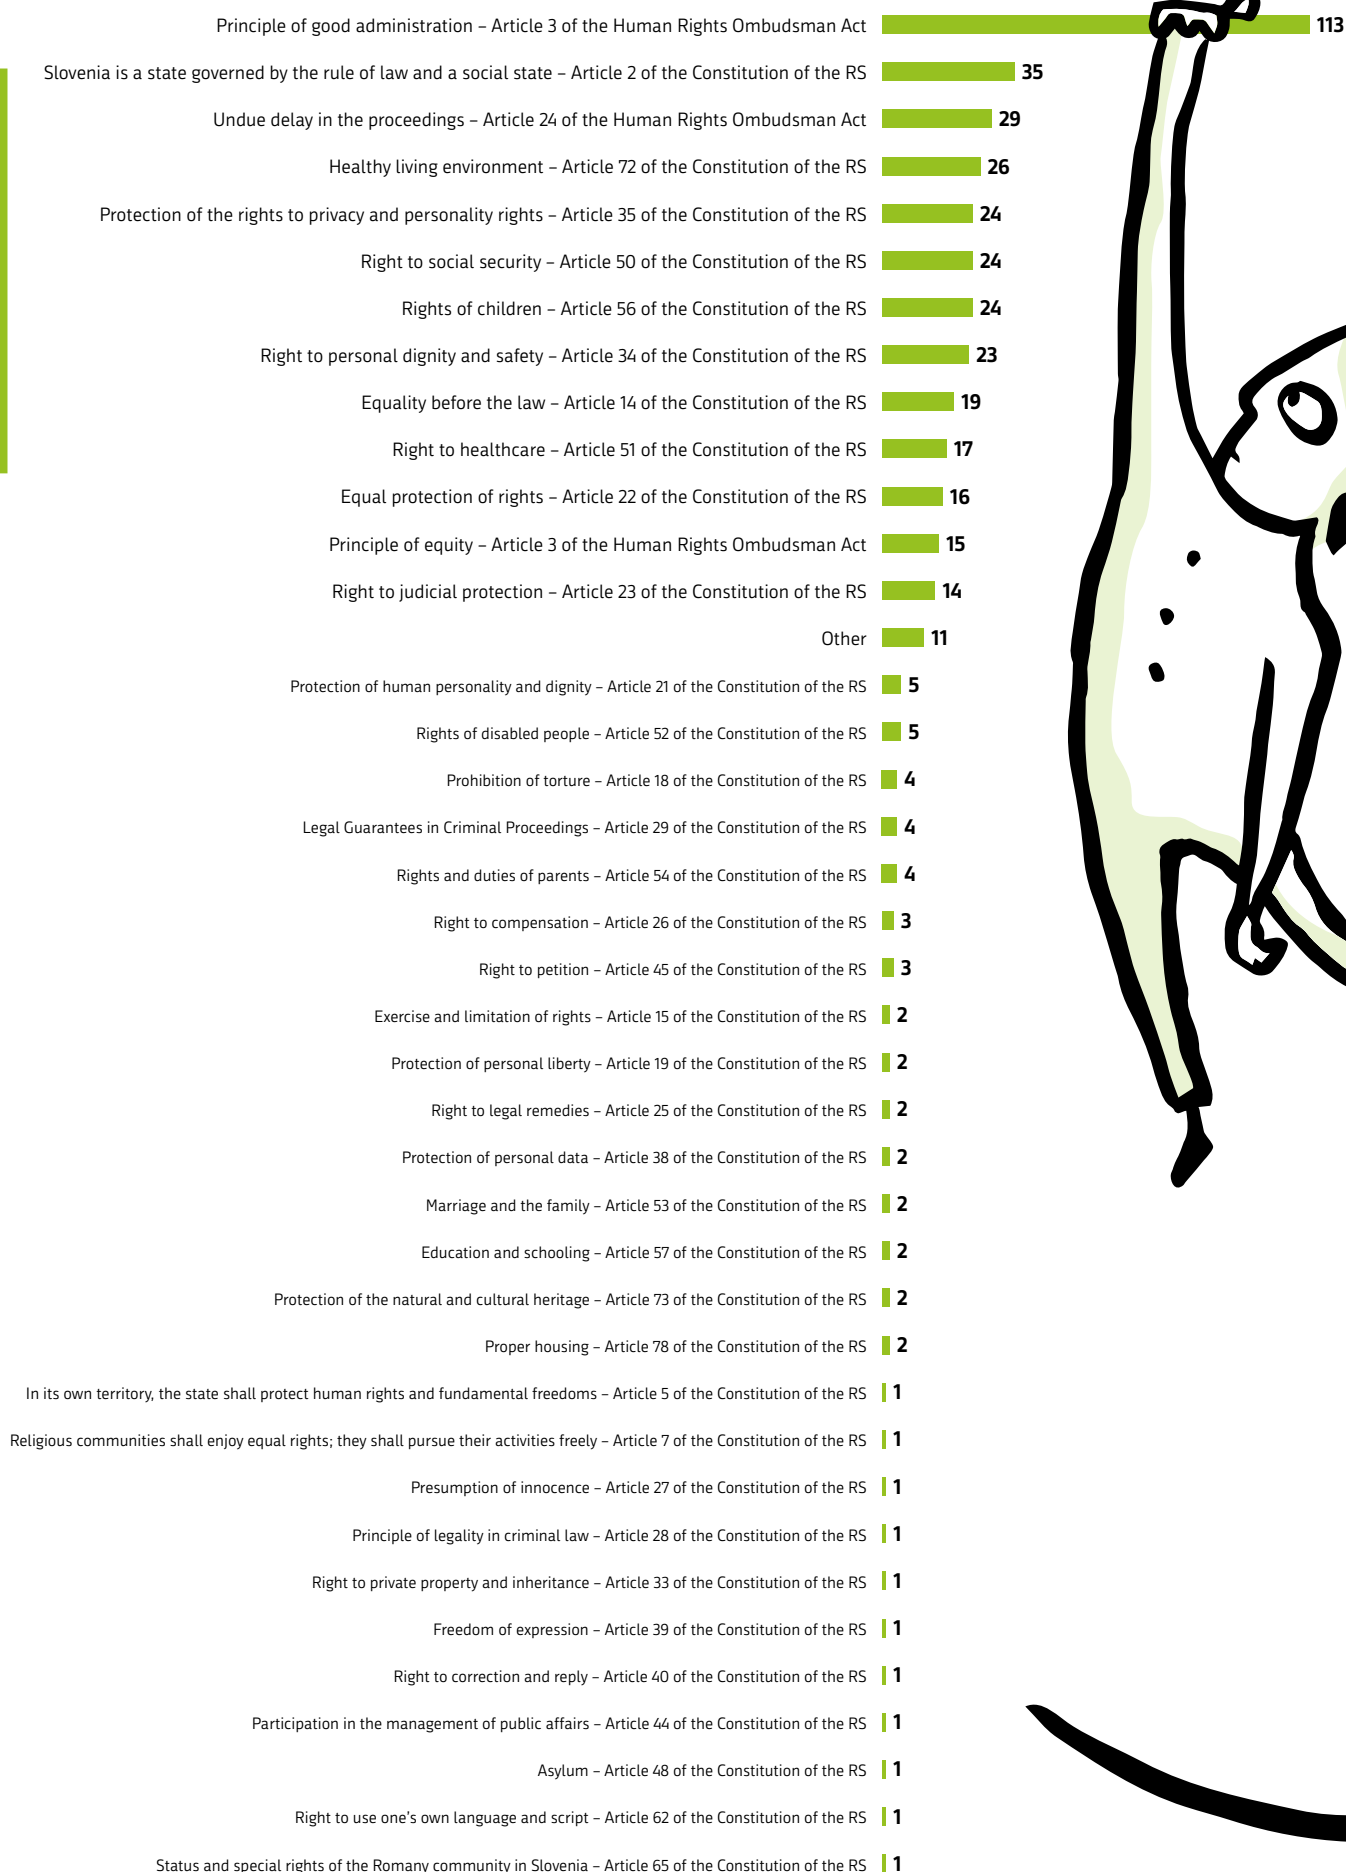 Principle of good administration – Article 3 of the Human Rights Ombudsman Act 113
Slovenia is a state governed by the rule of law and a social state – Article 2 of the Constitution of the RS 35
Undue delay in the proceedings – Article 24 of the Human Rights Ombudsman Act 29
Healthy living environment – Article 72 of the Constitution of the RS 26
Protection of the rights to privacy and personality rights – Article 35 of the Constitution of the RS 24
Right to social security – Article 50 of the Constitution of the RS 24
Rights of children – Article 56 of the Constitution of the RS 24
Right to personal dignity and safety – Article 34 of the Constitution of the RS 23
Equality before the law – Article 14 of the Constitution of the RS 19
Right to healthcare – Article 51 of the Constitution of the RS 17
Equal protection of rights – Article 22 of the Constitution of the RS 16
Principle of equity – Article 3 of the Human Rights Ombudsman Act 15
Right to judicial protection – Article 23 of the Constitution of the RS 14
Other 11
Protection of human personality and dignity – Article 21 of the Constitution of the RS 5
Rights of disabled people – Article 52 of the Constitution of the RS 5
Prohibition of torture – Article 18 of the Constitution of the RS 4
Legal Guarantees in Criminal Proceedings – Article 29 of the Constitution of the RS 4
Rights and duties of parents – Article 54 of the Constitution of the RS 4
Right to compensation – Article 26 of the Constitution of the RS 3
Right to petition – Article 45 of the Constitution of the RS 3
Exercise and limitation of rights – Article 15 of the Constitution of the RS 2
Protection of personal liberty – Article 19 of the Constitution of the RS 2
Right to legal remedies – Article 25 of the Constitution of the RS 2
Protection of personal data – Article 38 of the Constitution of the RS 2
Marriage and the family – Article 53 of the Constitution of the RS 2
Education and schooling – Article 57 of the Constitution of the RS 2
Protection of the natural and cultural heritage – Article 73 of the Constitution of the RS 2
Proper housing – Article 78 of the Constitution of the RS 2
In its own territory, the state shall protect human rights and fundamental freedoms – Article 5 of the Constitution of the RS 1
Religious communities shall enjoy equal rights; they shall pursue their activities freely – Article 7 of the Constitution of the RS 1
Presumption of innocence – Article 27 of the Constitution of the RS 1
Principle of legality in criminal law – Article 28 of the Constitution of the RS 1
Right to private property and inheritance – Article 33 of the Constitution of the RS 1
Freedom of expression – Article 39 of the Constitution of the RS 1
Right to correction and reply – Article 40 of the Constitution of the RS 1
Participation in the management of public affairs – Article 44 of the Constitution of the RS 1
Asylum – Article 48 of the Constitution of the RS 1
Right to use one's own language and script – Article 62 of the Constitution of the RS 1
Status and special rights of the Romany community in Slovenia – Article 65 of the Constitution of the RS 1